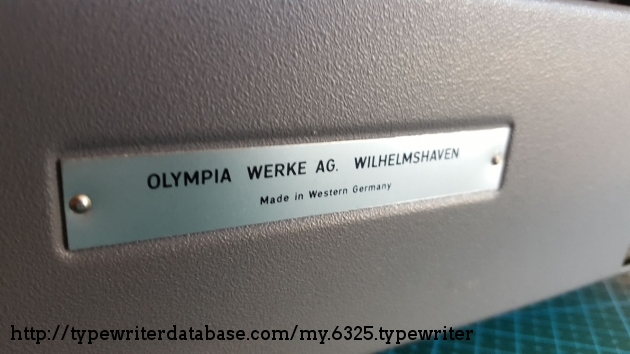 OLYMPIA WERKE AG. WILHELMSHAVEN
Made in Western Germany
http://typewriterdatabase.com/my.6325.typewriter